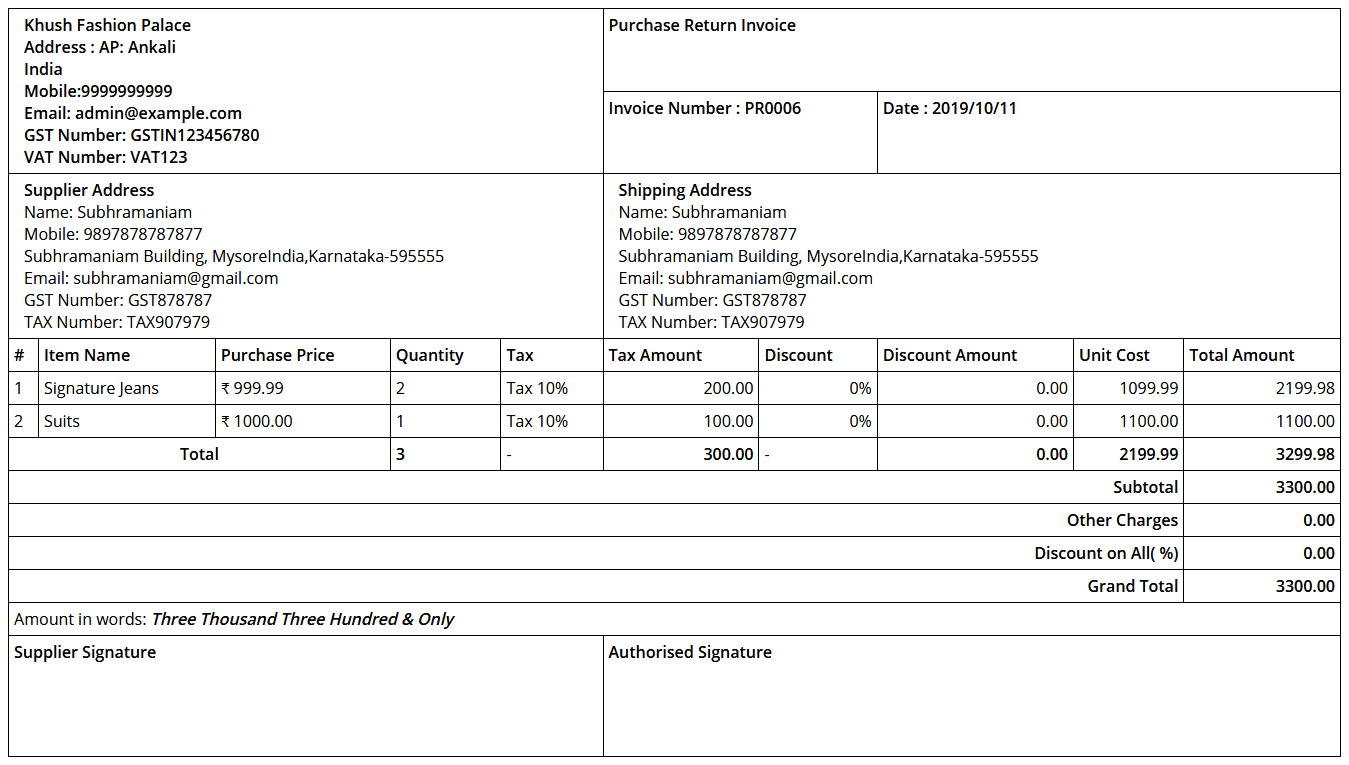 Khush Fashion Palace
Address : AP: Ankali
India
Mobile:9999999999
Email: admin@example.com
GST Number: GSTIN123456780
VAT Number: VAT123
Purchase Return Invoice
Invoice Number : PR0006 Date : 2019/10/11
Supplier Address
Name: Subhramaniam
Mobile: 9897878787877
Subhramaniam Building, MysoreIndia,Karnataka-595555
Email: subhramaniam@gmail.com
GST Number: GST878787
TAX Number: TAX907979
Shipping Address
Name: Subhramaniam
Mobile: 9897878787877
Subhramaniam Building, MysoreIndia,Karnataka-595555
Email: subhramaniam@gmail.com
GST Number: GST878787
TAX Number: TAX907979
# Item Name Purchase Price Quantity Tax Tax Amount Discount Discount Amount Unit Cost Total Amount
1 Signature Jeans ₹ 999.99 2 Tax 10% 200.00 0% 0.00 1099.99 2199.98
2 Suits ₹ 1000.00 1 Tax 10% 100.00 0% 0.00 1100.00 1100.00
Total 3 - 300.00 - 0.00 2199.99 3299.98
Subtotal 3300.00
Other Charges 0.00
Discount on All( %) 0.00
Grand Total 3300.00
Amount in words: Three Thousand Three Hundred & Only
Supplier Signature Authorised Signature